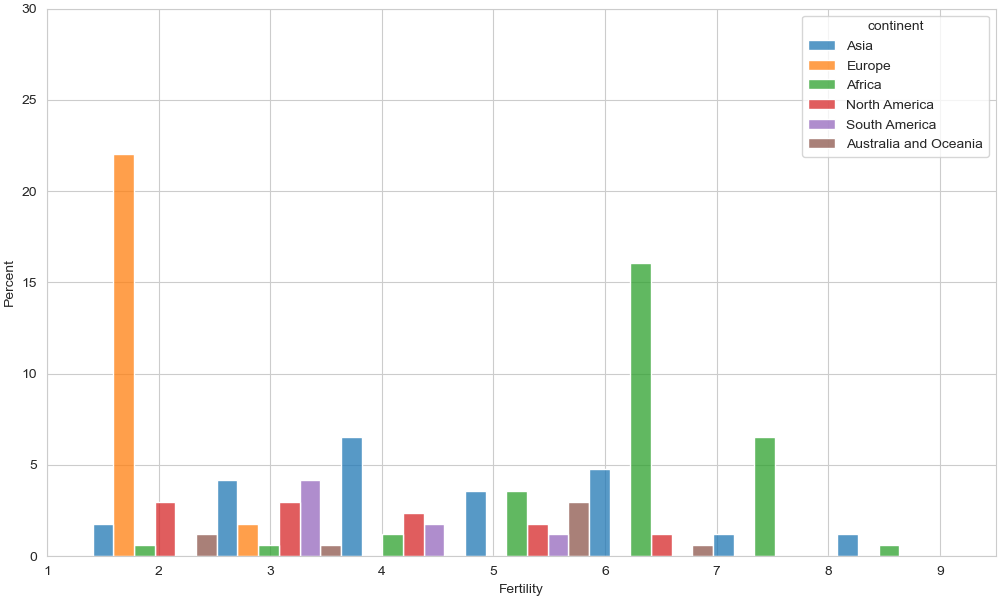 30
25
20
15
10
5
0
Percent
1 2 3 4 5 6 7 8 9
Fertility
continent
Asia
Europe
Africa
North America
South America
Australia and Oceania